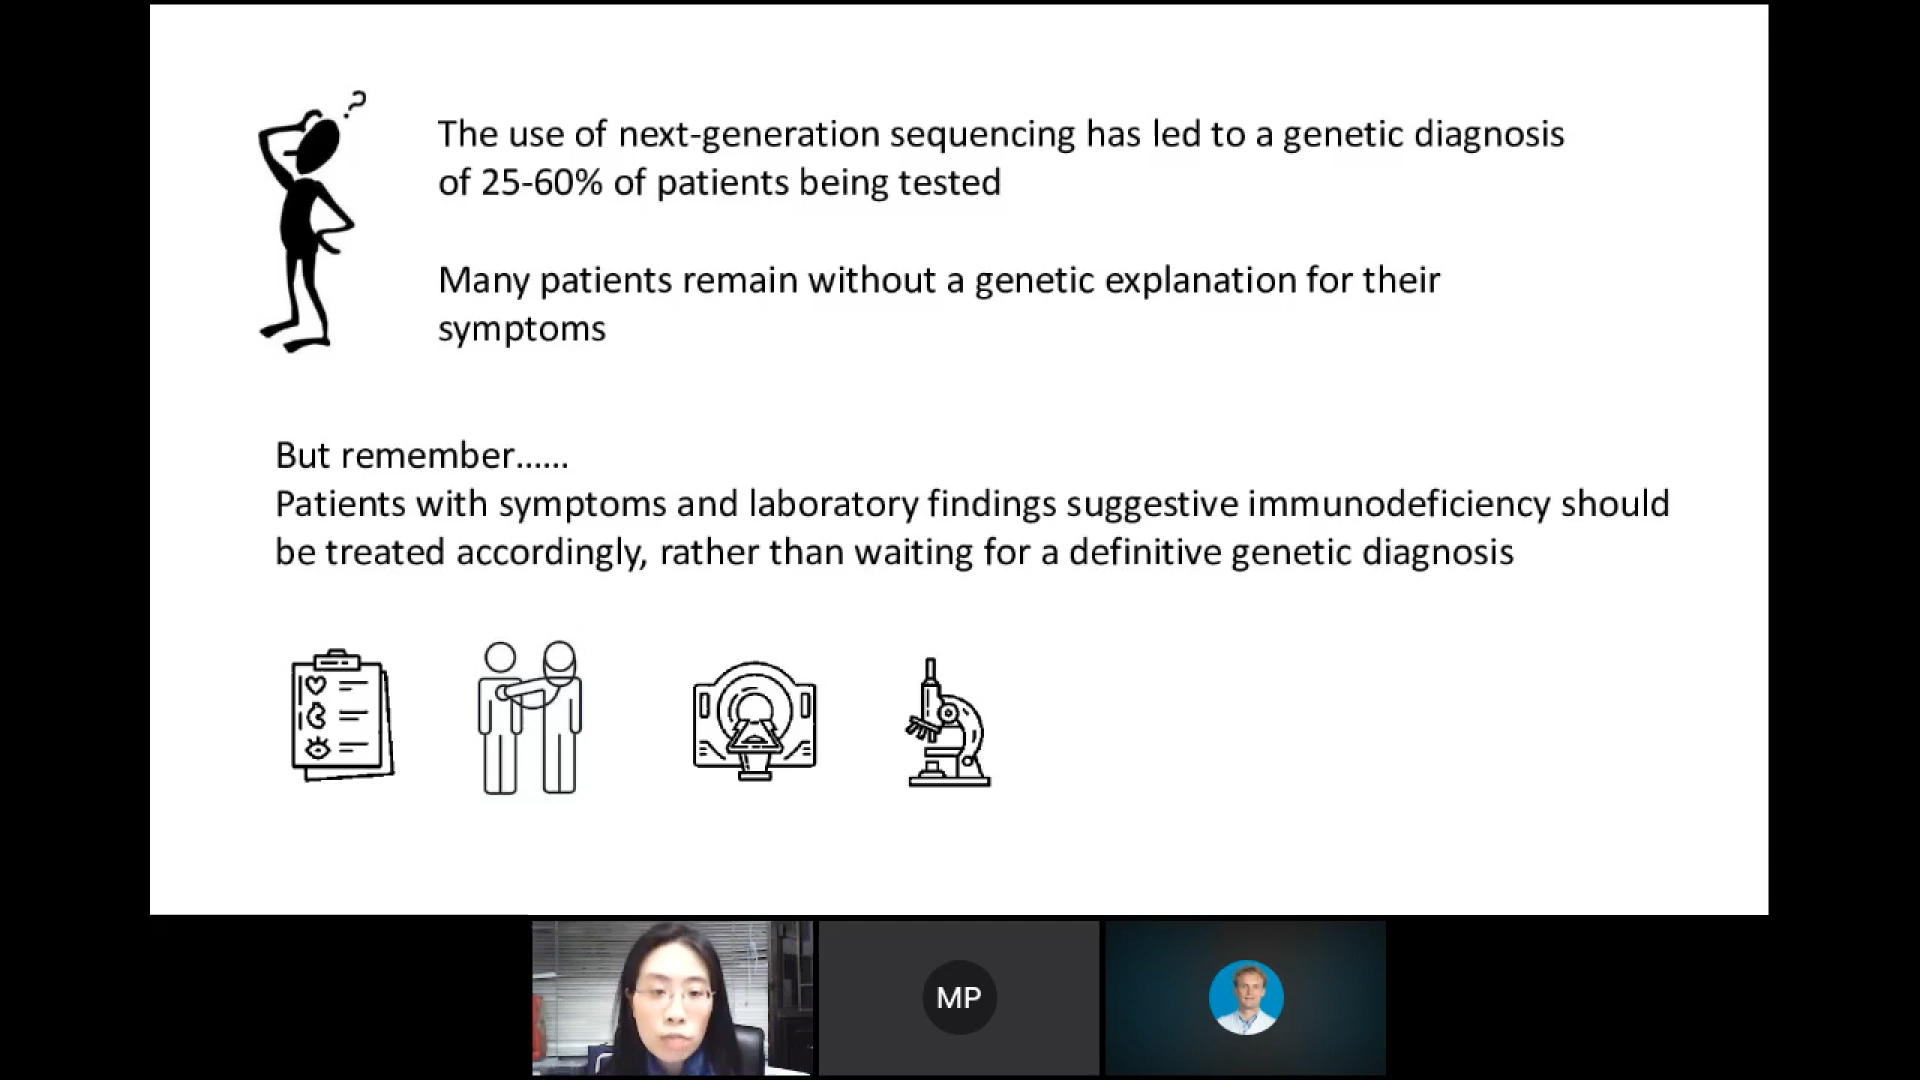 ?
The use of next-generation sequencing has led to a genetic diagnosis
of 25-60% of patients being tested
Many patients remain without a genetic explanation for their
symptoms
But remember......
Patients with symptoms and laboratory findings suggestive immunodeficiency should
be treated accordingly, rather than waiting for a definitive genetic diagnosis
MP